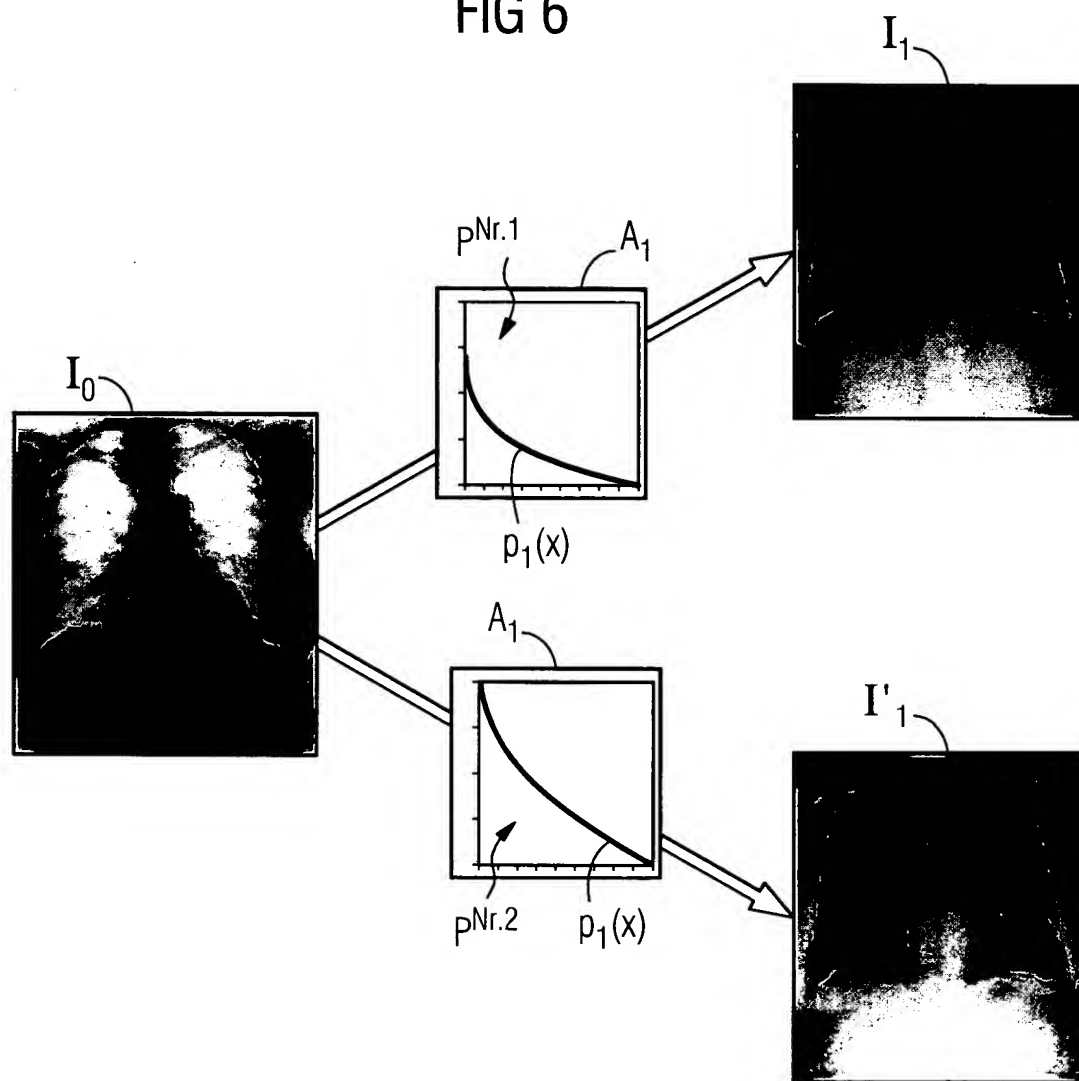 FIG 6
I₁
Pᴺʳ·¹
A₁
I₀
p₁(x)
A₁
I'₁
Pᴺʳ·²
p₁(x)